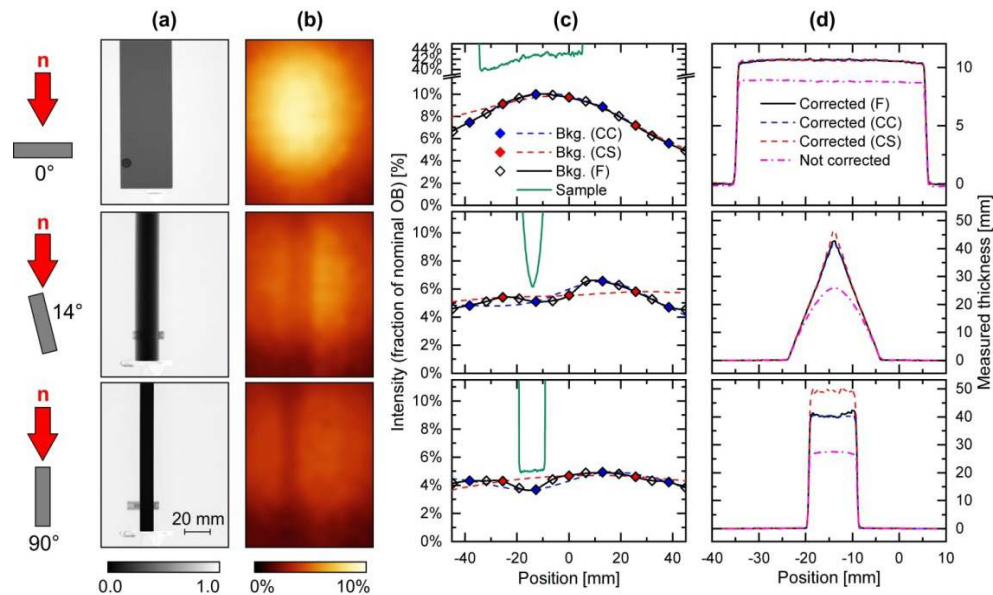 (a)
(b)
(c)
(d)
n
0°
n
14°
n
90°
20 mm
0.0
1.0
0%
10%
Intensity (fraction of nominal OB) [%]
44%
43%
42%
41%
40%
10%
8%
6%
4%
2%
0%
Bkg. (CC)
Bkg. (CS)
Bkg. (F)
Sample
10%
8%
6%
4%
2%
0%
10%
8%
6%
4%
2%
0%
-40
-20
0
20
40
Position [mm]
Corrected (F)
Corrected (CC)
Corrected (CS)
Not corrected
10
5
0
50
40
30
20
10
0
50
40
30
20
10
0
Measured thickness [mm]
-40
-30
-20
-10
0
10
Position [mm]